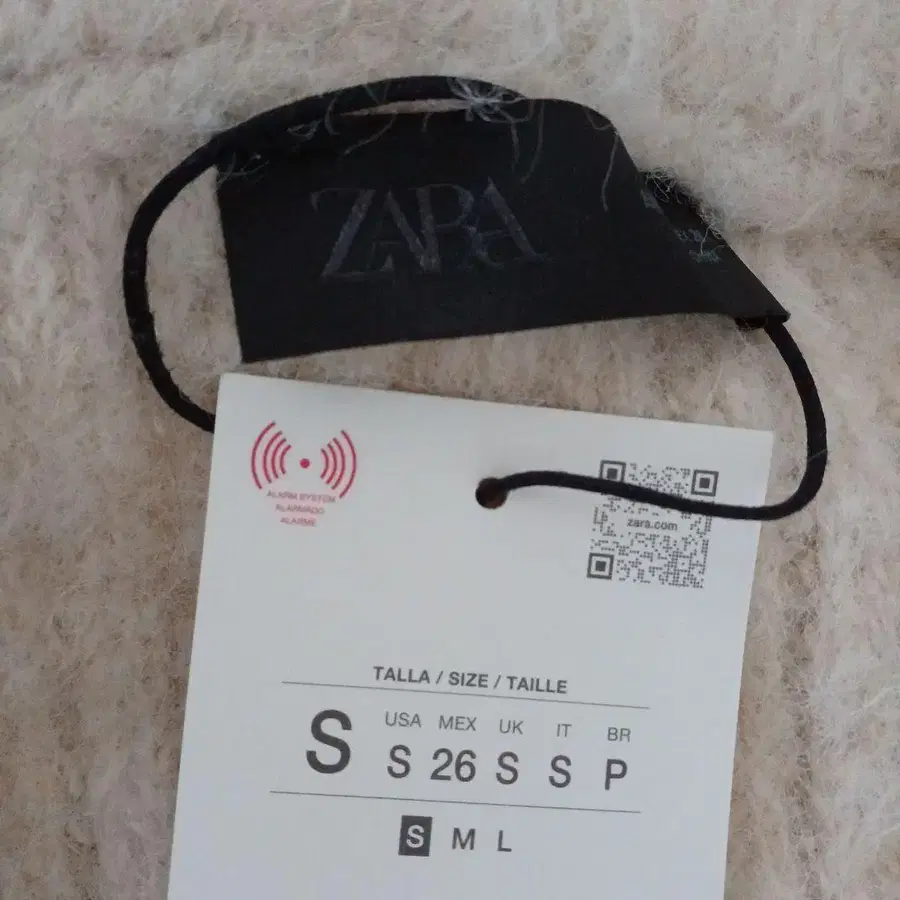 ZARA
ALARM SYSTEM
ALARMADO
ALARME
zara.com
TALLA / SIZE / TAILLE
S
USA MEX UK IT BR
S 26 S S P
S M L